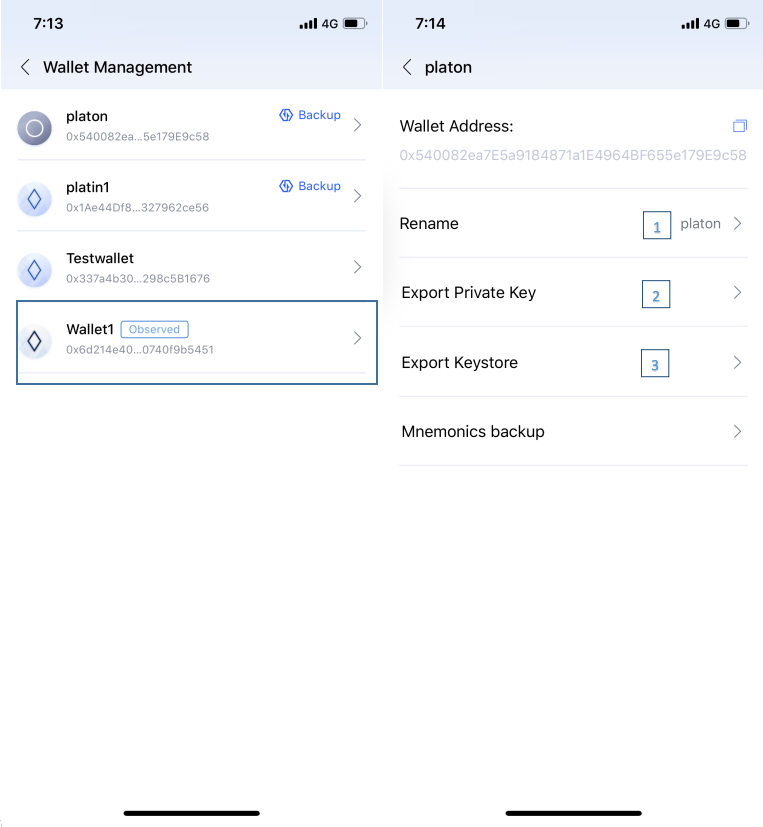 7:13
4G
Wallet Management
platon
Backup
0x540082ea...5e179E9c58
platin1
Backup
0x1Ae44Df8...327962ce56
Testwallet
0x337a4b30...298c5B1676
Wallet1
Observed
0x6d214e40...0740f9b5451
7:14
4G
platon
Wallet Address:
0x540082ea7E5a9184871a1E4964BF655e179E9c58
Rename
1
platon
Export Private Key
2
Export Keystore
3
Mnemonics backup